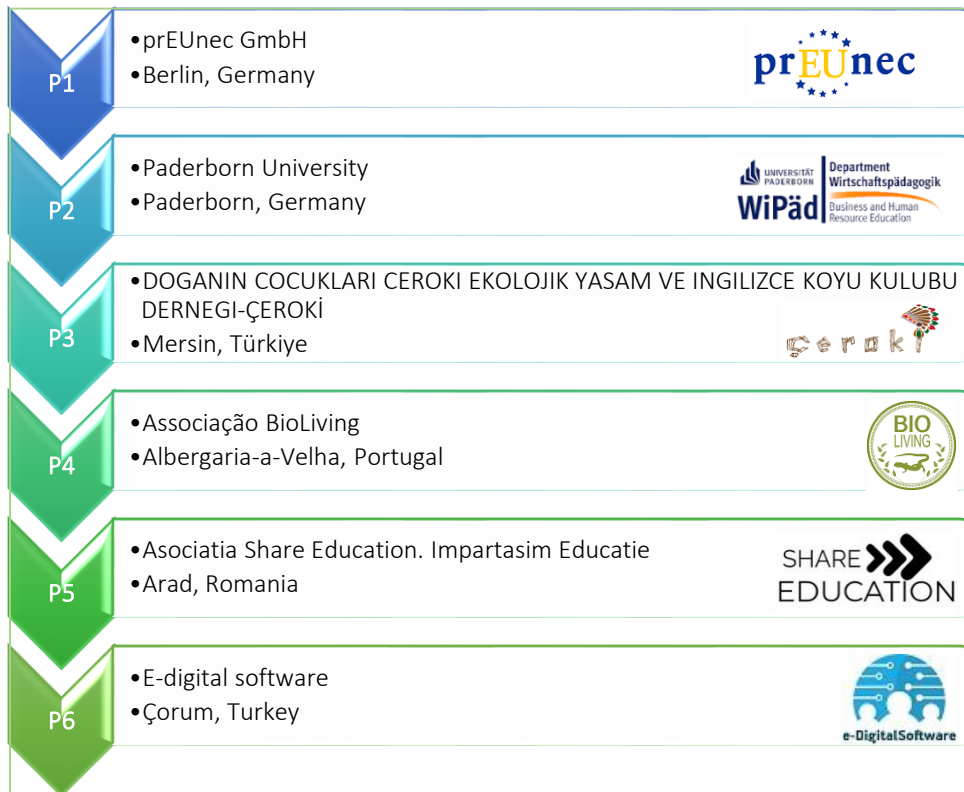 P1
•prEUnec GmbH
•Berlin, Germany
prEUnec
P2
•Paderborn University
•Paderborn, Germany
UNIVERSITÄT
PADERBORN
WiPäd
Department
Wirtschaftspädagogik
Business and Human
Resource Education
P3
•DOGANIN COCUKLARI CEROKI EKOLOJIK YASAM VE INGILIZCE KOYU KULUBU
DERNEGI-ÇEROKİ
•Mersin, Türkiye
çeroki
P4
•Associação BioLiving
•Albergaria-a-Velha, Portugal
BIO
LIVING
P5
•Asociatia Share Education. Impartasim Educatie
•Arad, Romania
SHARE
EDUCATION
P6
•E-digital software
•Çorum, Turkey
e-DigitalSoftware